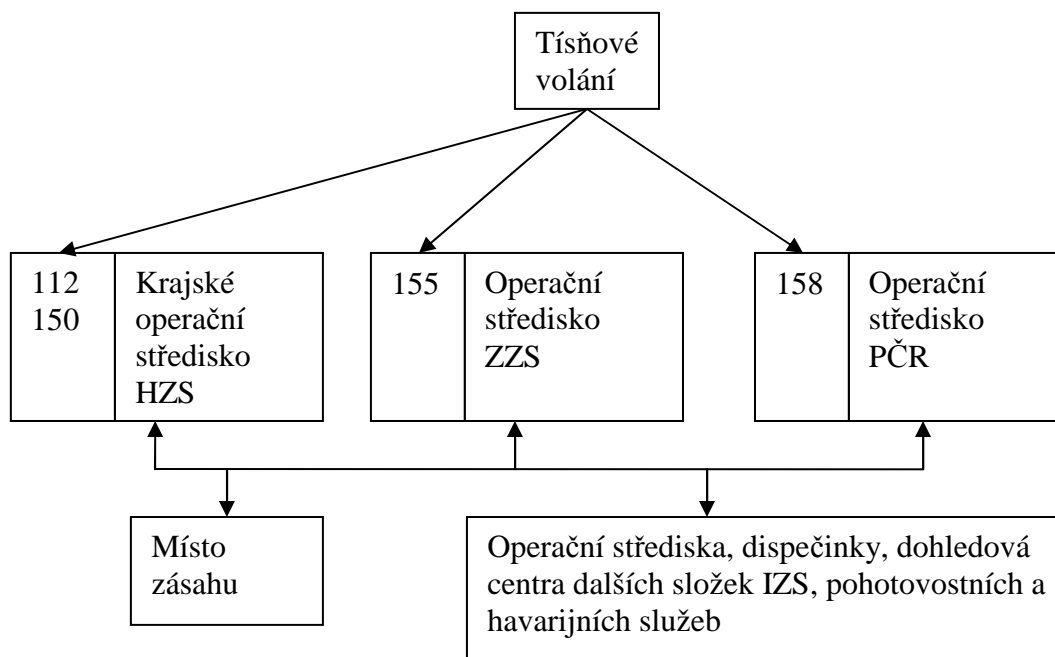 Tísňové
volání
112
150
Krajské
operační
středisko
HZS
155
Operační
středisko
ZZS
158
Operační
středisko
PČR
Místo
zásahu
Operační střediska, dispečinky, dohledová
centra dalších složek IZS, pohotovostních a
havarijních služeb